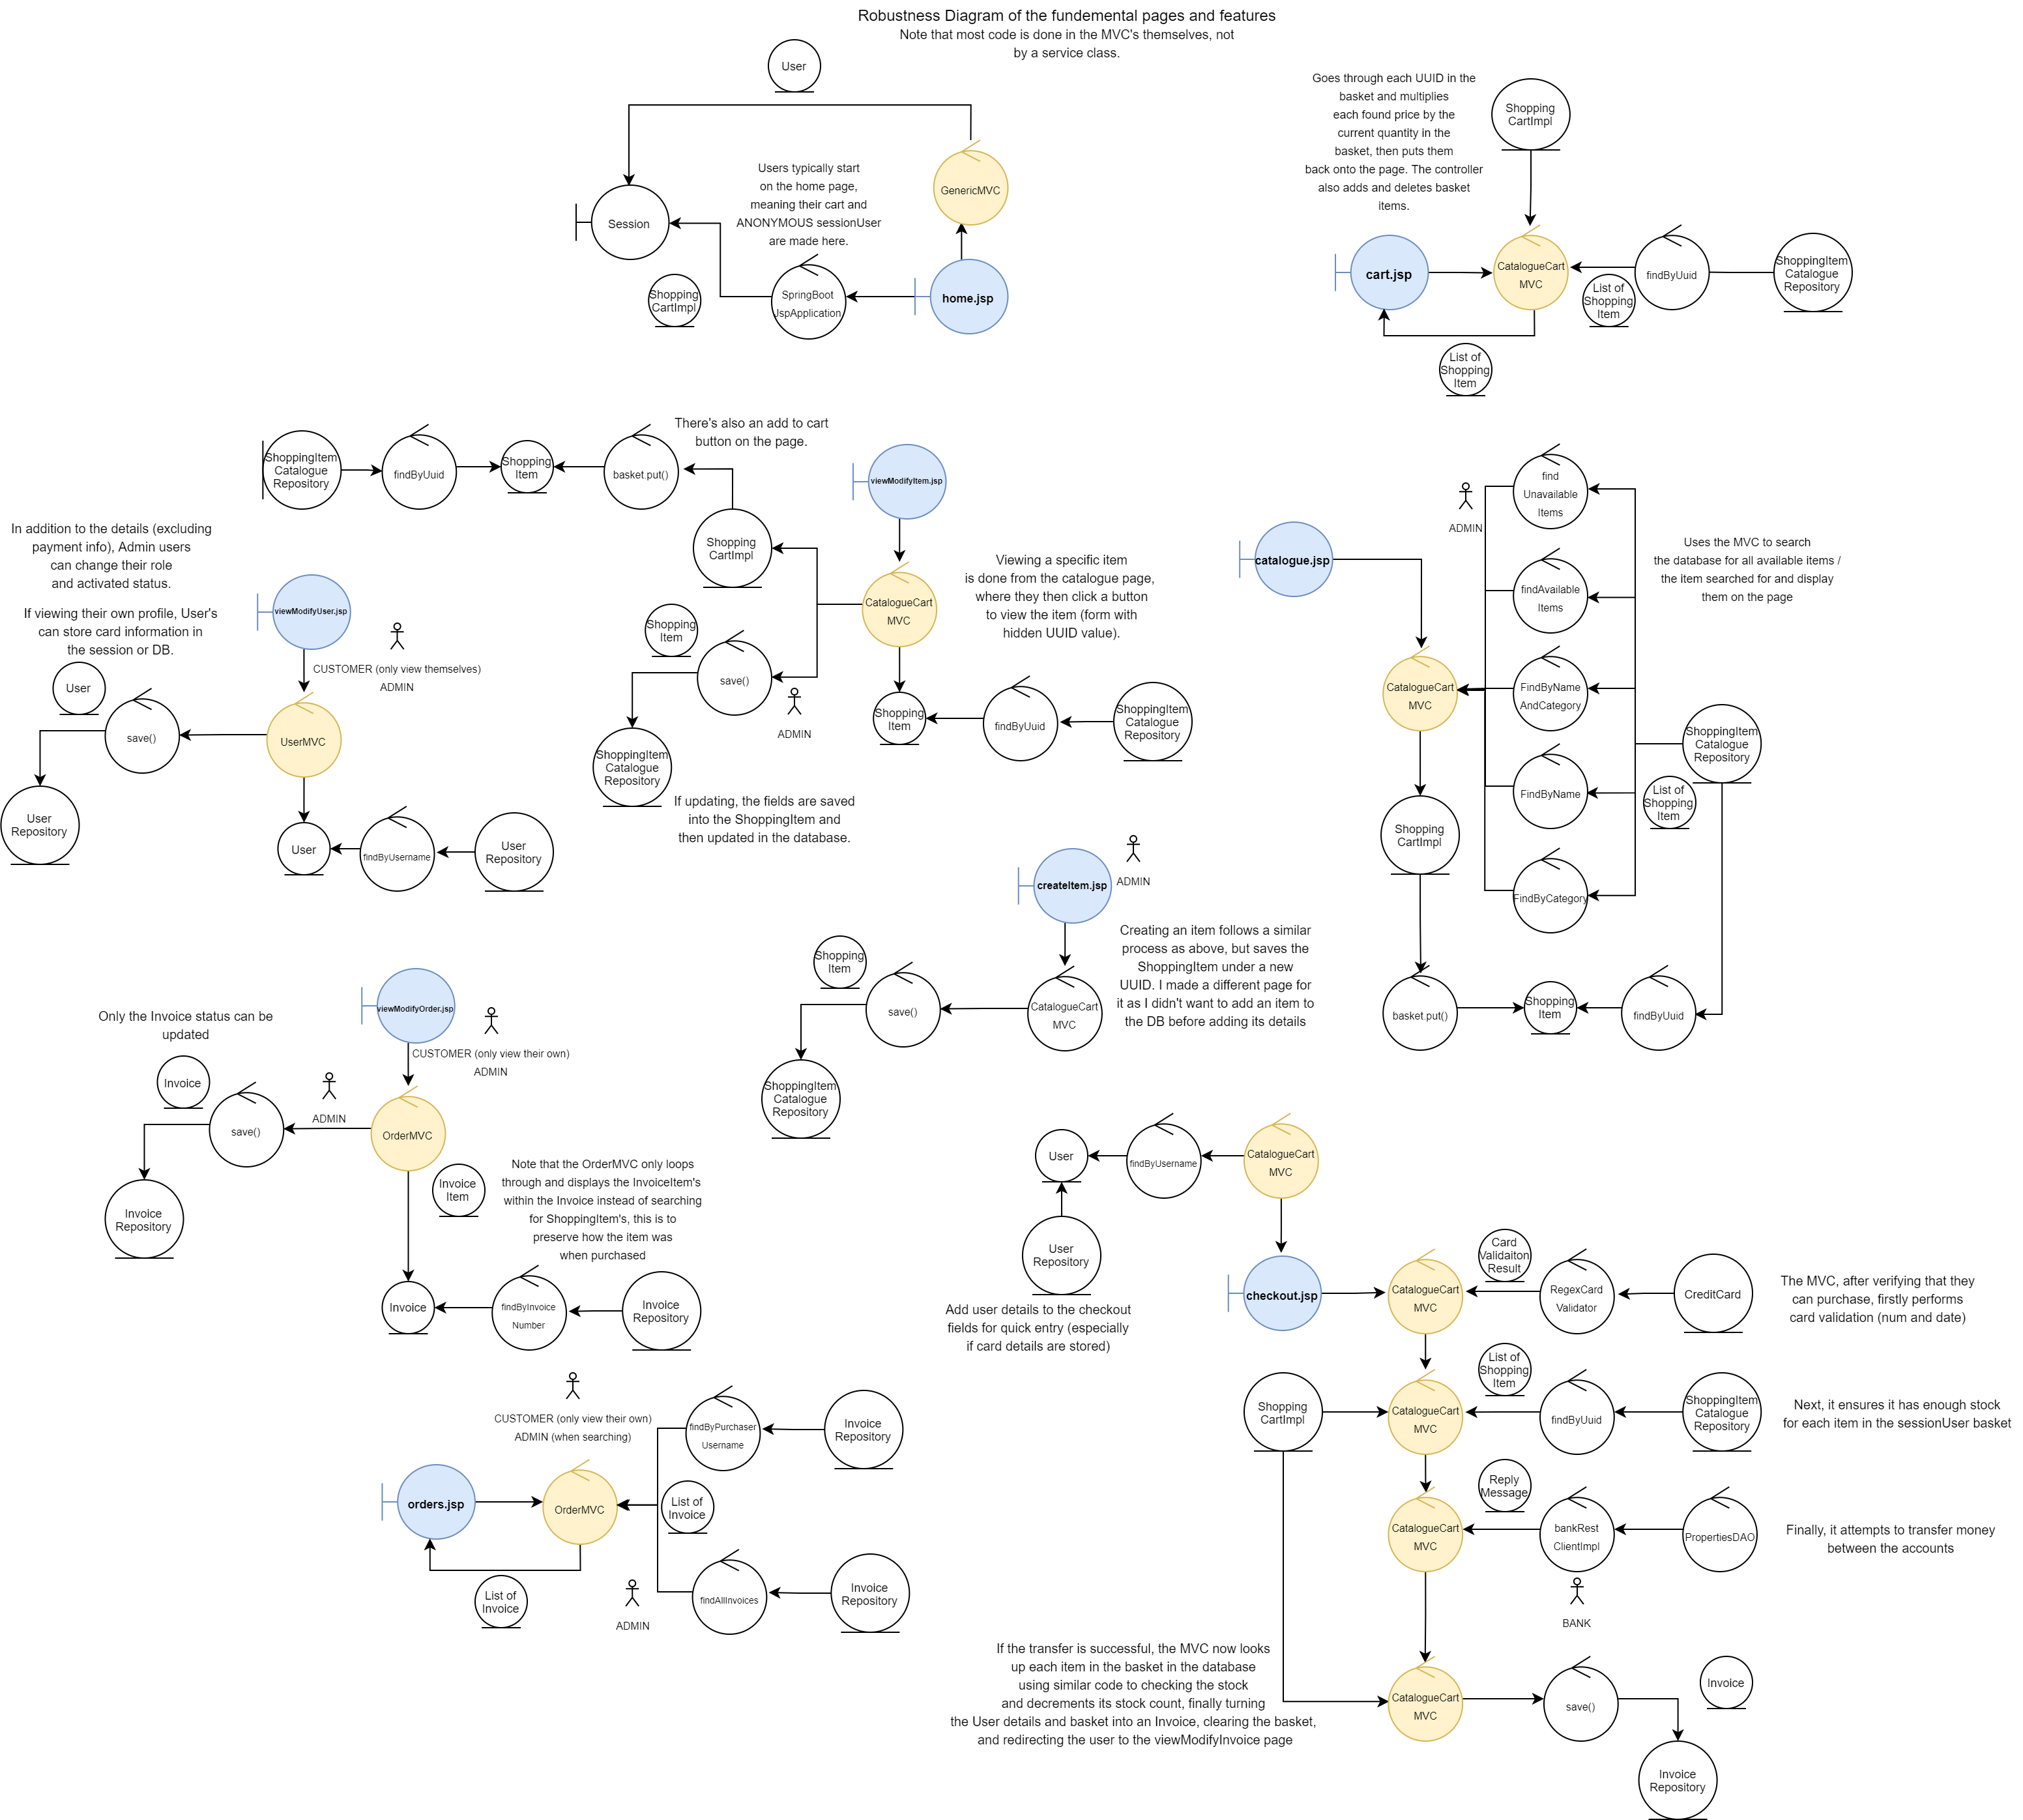 Robustness Diagram of the fundemental pages and features
Note that most code is done in the MVC's themselves, not
by a service class.
User
Session
Users typically start
on the home page,
meaning their cart and
ANONYMOUS sessionUser
are made here.
GenericMVC
Shopping
CartImpl
SpringBoot
JspApplication
home.jsp
Goes through each UUID in the
basket and multiplies
each found price by the
current quantity in the
basket, then puts them
back onto the page. The controller
also adds and deletes basket
items.
Shopping
CartImpl
cart.jsp
CatalogueCart
MVC
List of
Shopping
Item
findByUuid
ShoppingItem
Catalogue
Repository
List of
Shopping
Item
ShoppingItem
Catalogue
Repository
findByUuid
Shopping
Item
basket.put()
There's also an add to cart
button on the page.
viewModifyItem.jsp
Shopping
CartImpl
CatalogueCart
MVC
Viewing a specific item
is done from the catalogue page,
where they then click a button
to view the item (form with
hidden UUID value).
Shopping
Item
save()
ADMIN
ShoppingItem
Catalogue
Repository
Shopping
Item
findByUuid
ShoppingItem
Catalogue
Repository
If updating, the fields are saved
into the ShoppingItem and
then updated in the database.
In addition to the details (excluding
payment info), Admin users
can change their role
and activated status.
If viewing their own profile, User's
can store card information in
the session or DB.
viewModifyUser.jsp
CUSTOMER (only view themselves)
ADMIN
User
save()
UserMVC
User
Repository
User
findByUsername
User
Repository
catalogue.jsp
ADMIN
find
Unavailable
Items
findAvailable
Items
FindByName
AndCategory
FindByName
FindByCategory
Uses the MVC to search
the database for all available items /
the item searched for and display
them on the page
CatalogueCart
MVC
ShoppingItem
Catalogue
Repository
List of
Shopping
Item
Shopping
CartImpl
basket.put()
Shopping
Item
findByUuid
createItem.jsp
ADMIN
Creating an item follows a similar
process as above, but saves the
ShoppingItem under a new
UUID. I made a different page for
it as I didn't want to add an item to
the DB before adding its details
Shopping
Item
save()
CatalogueCart
MVC
ShoppingItem
Catalogue
Repository
Only the Invoice status can be
updated
viewModifyOrder.jsp
CUSTOMER (only view their own)
ADMIN
Invoice
save()
ADMIN
OrderMVC
Invoice
Repository
Invoice
Item
Note that the OrderMVC only loops
through and displays the InvoiceItem's
within the Invoice instead of searching
for ShoppingItem's, this is to
preserve how the item was
when purchased
Invoice
findByInvoice
Number
Invoice
Repository
CUSTOMER (only view their own)
ADMIN (when searching)
findByPurchaser
Username
Invoice
Repository
orders.jsp
OrderMVC
List of
Invoice
List of
Invoice
ADMIN
findAllInvoices
Invoice
Repository
User
findByUsername
CatalogueCart
MVC
User
Repository
Add user details to the checkout
fields for quick entry (especially
if card details are stored)
checkout.jsp
CatalogueCart
MVC
Card
Validaiton
Result
RegexCard
Validator
CreditCard
The MVC, after verifying that they
can purchase, firstly performs
card validation (num and date)
Shopping
CartImpl
CatalogueCart
MVC
List of
Shopping
Item
findByUuid
ShoppingItem
Catalogue
Repository
Next, it ensures it has enough stock
for each item in the sessionUser basket
CatalogueCart
MVC
Reply
Message
bankRest
ClientImpl
PropertiesDAO
Finally, it attempts to transfer money
between the accounts
BANK
If the transfer is successful, the MVC now looks
up each item in the basket in the database
using similar code to checking the stock
and decrements its stock count, finally turning
the User details and basket into an Invoice, clearing the basket,
and redirecting the user to the viewModifyInvoice page
CatalogueCart
MVC
save()
Invoice
Invoice
Repository